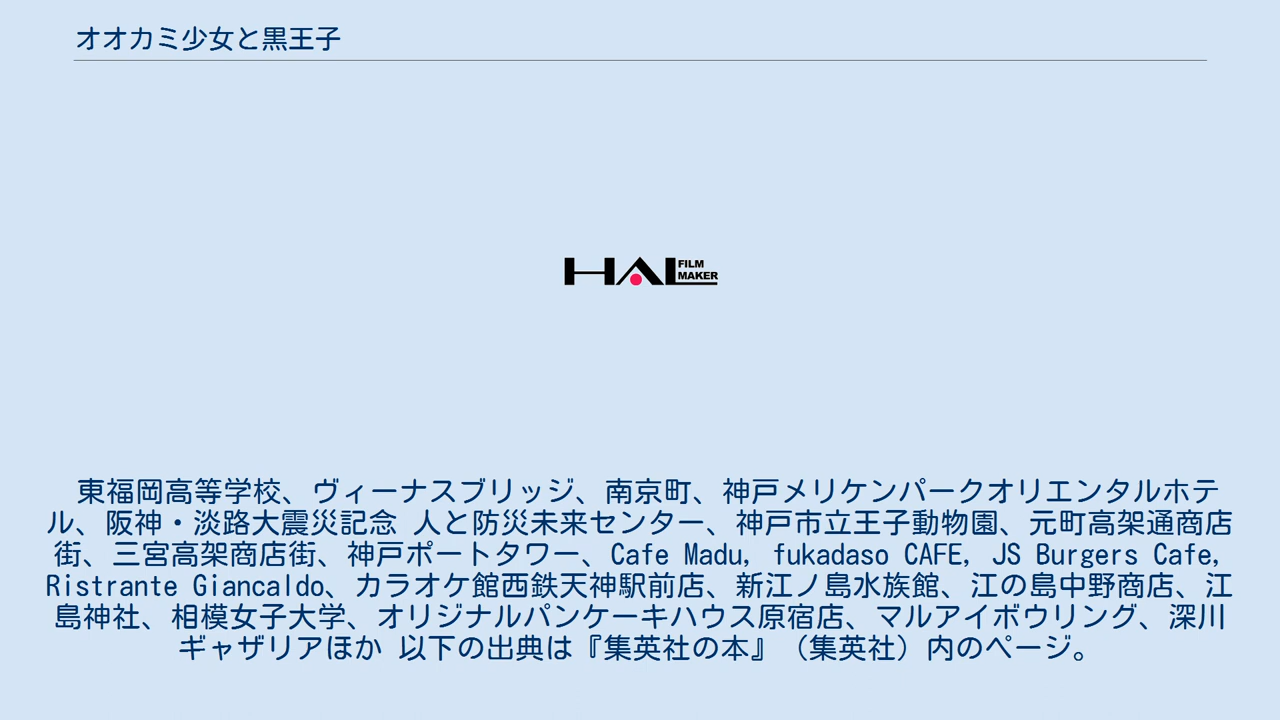 オオカミ少女と黒王子
HAL FILM MAKER
東福岡高等学校、ヴィーナスブリッジ、南京町、神戸メリケンパークオリエンタルホテ
ル、阪神・淡路大震災記念 人と防災未来センター、神戸市立王子動物園、元町高架通商店
街、三宮高架商店街、神戸ポートタワー、Cafe Madu, fukadaso CAFE, JS Burgers Cafe,
Ristrante Giancaldo、カラオケ館西鉄天神駅前店、新江ノ島水族館、江の島中野商店、江
島神社、相模女子大学、オリジナルパンケーキハウス原宿店、マルアイボウリング、深川
ギャザリアほか 以下の出典は『集英社の本』（集英社）内のページ。